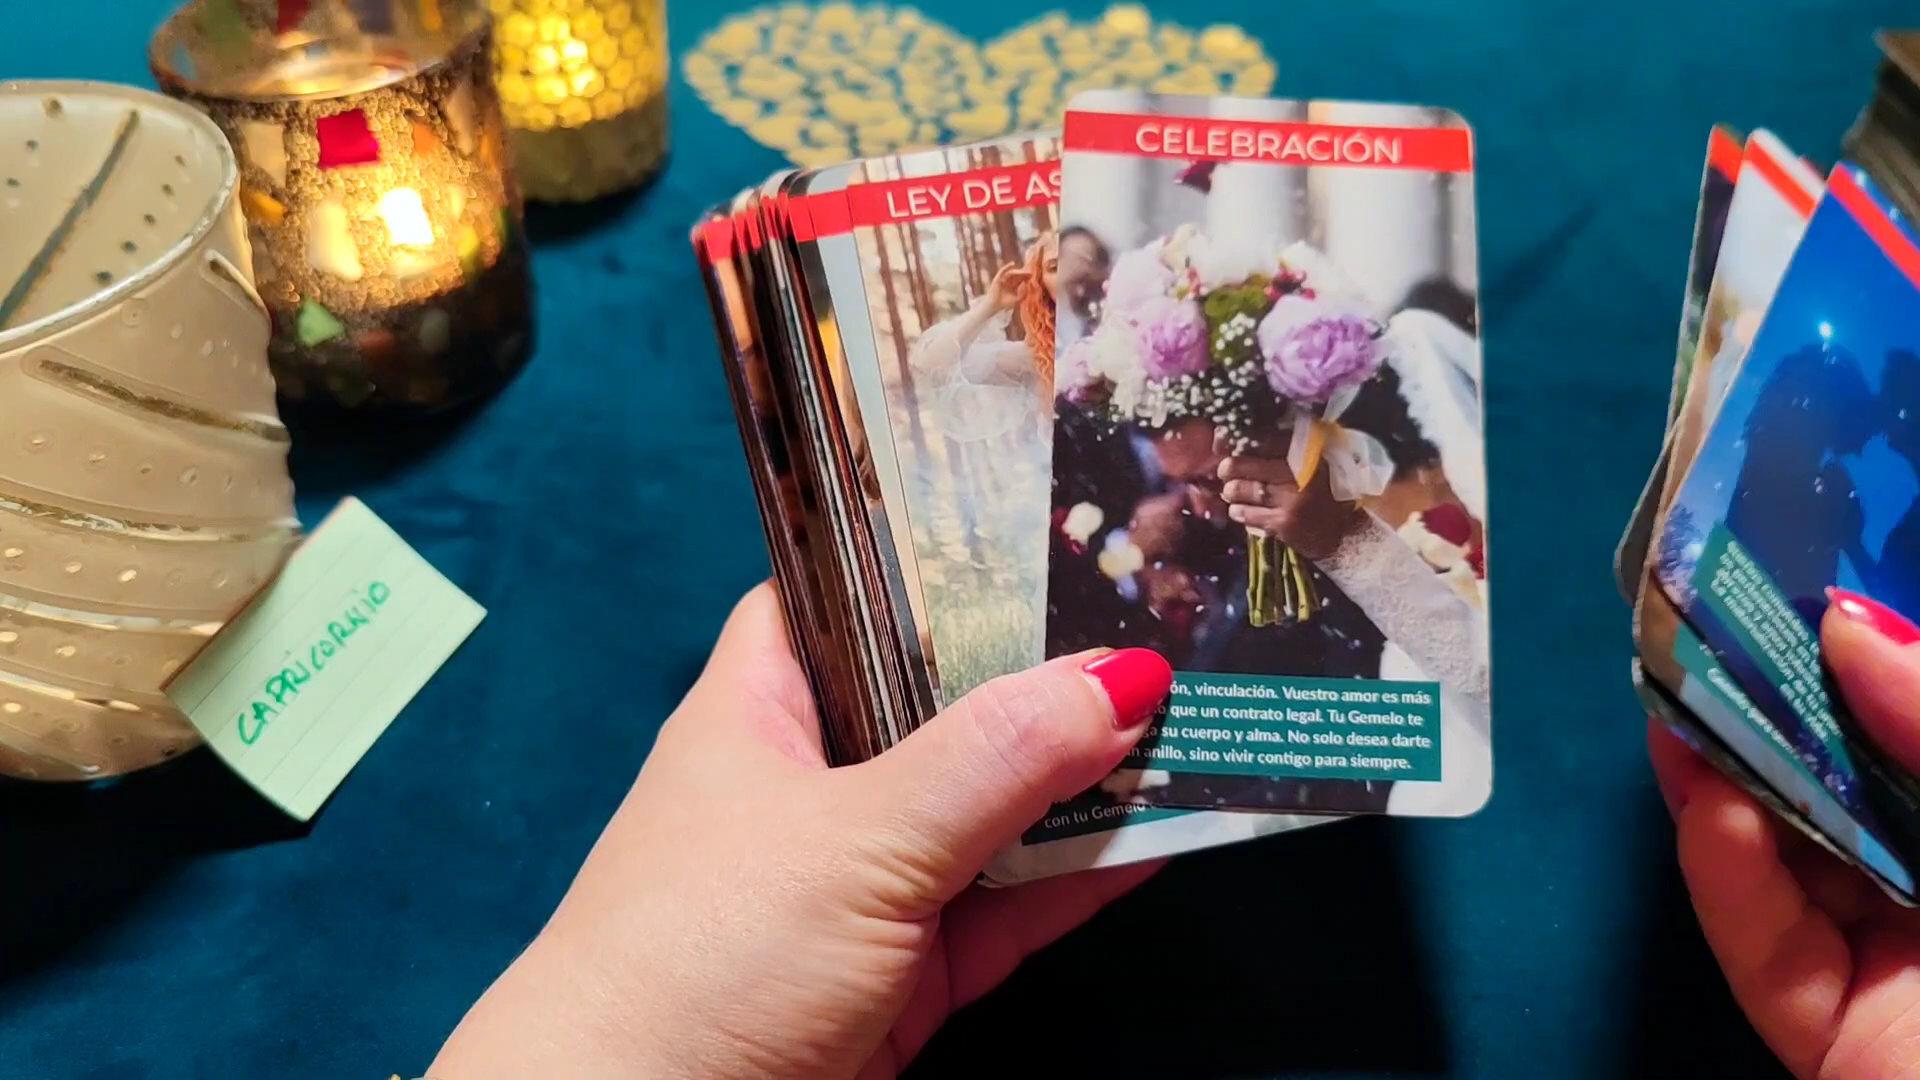 CELEBRACIÓN
LEY DE AS
ón, vinculación. Vuestro amor es más
que un contrato legal. Tu Gemelo te
su cuerpo y alma. No solo desea darte
anillo, sino vivir contigo para siempre.
con tu Gemelo
CAPRICORNIO